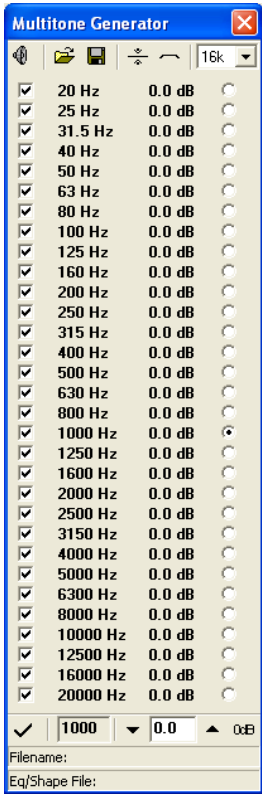 Multitone Generator
16k
20 Hz 0.0 dB
25 Hz 0.0 dB
31.5 Hz 0.0 dB
40 Hz 0.0 dB
50 Hz 0.0 dB
63 Hz 0.0 dB
80 Hz 0.0 dB
100 Hz 0.0 dB
125 Hz 0.0 dB
160 Hz 0.0 dB
200 Hz 0.0 dB
250 Hz 0.0 dB
315 Hz 0.0 dB
400 Hz 0.0 dB
500 Hz 0.0 dB
630 Hz 0.0 dB
800 Hz 0.0 dB
1000 Hz 0.0 dB
1250 Hz 0.0 dB
1600 Hz 0.0 dB
2000 Hz 0.0 dB
2500 Hz 0.0 dB
3150 Hz 0.0 dB
4000 Hz 0.0 dB
5000 Hz 0.0 dB
6300 Hz 0.0 dB
8000 Hz 0.0 dB
10000 Hz 0.0 dB
12500 Hz 0.0 dB
16000 Hz 0.0 dB
20000 Hz 0.0 dB
1000 0.0 0dB
Filename:
Eq/Shape File: